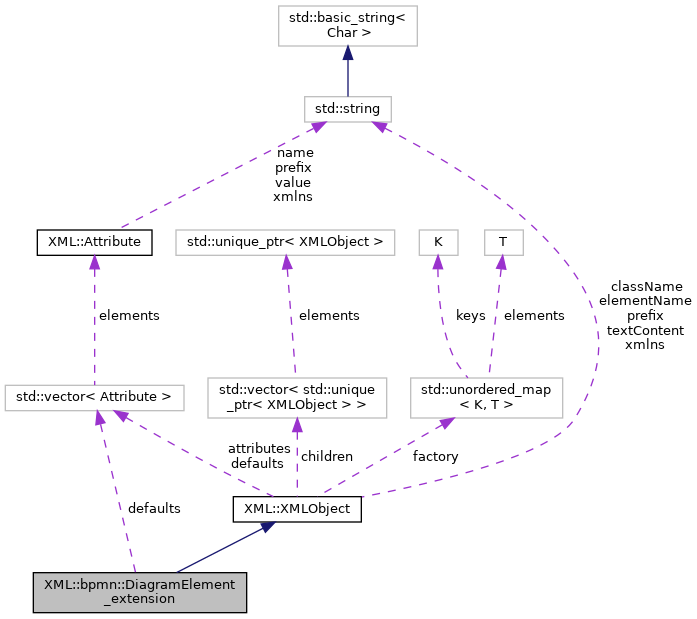 std::basic_string<
Char >
std::string
name
prefix
value
xmlns
XML::Attribute
std::unique_ptr< XMLObject >
K
T
className
elementName
prefix
textContent
xmlns
elements
elements
keys
elements
std::vector< Attribute >
std::vector< std::unique
_ptr< XMLObject > >
std::unordered_map
< K, T >
attributes
defaults
children
factory
defaults
XML::XMLObject
XML::bpmn::DiagramElement
_extension